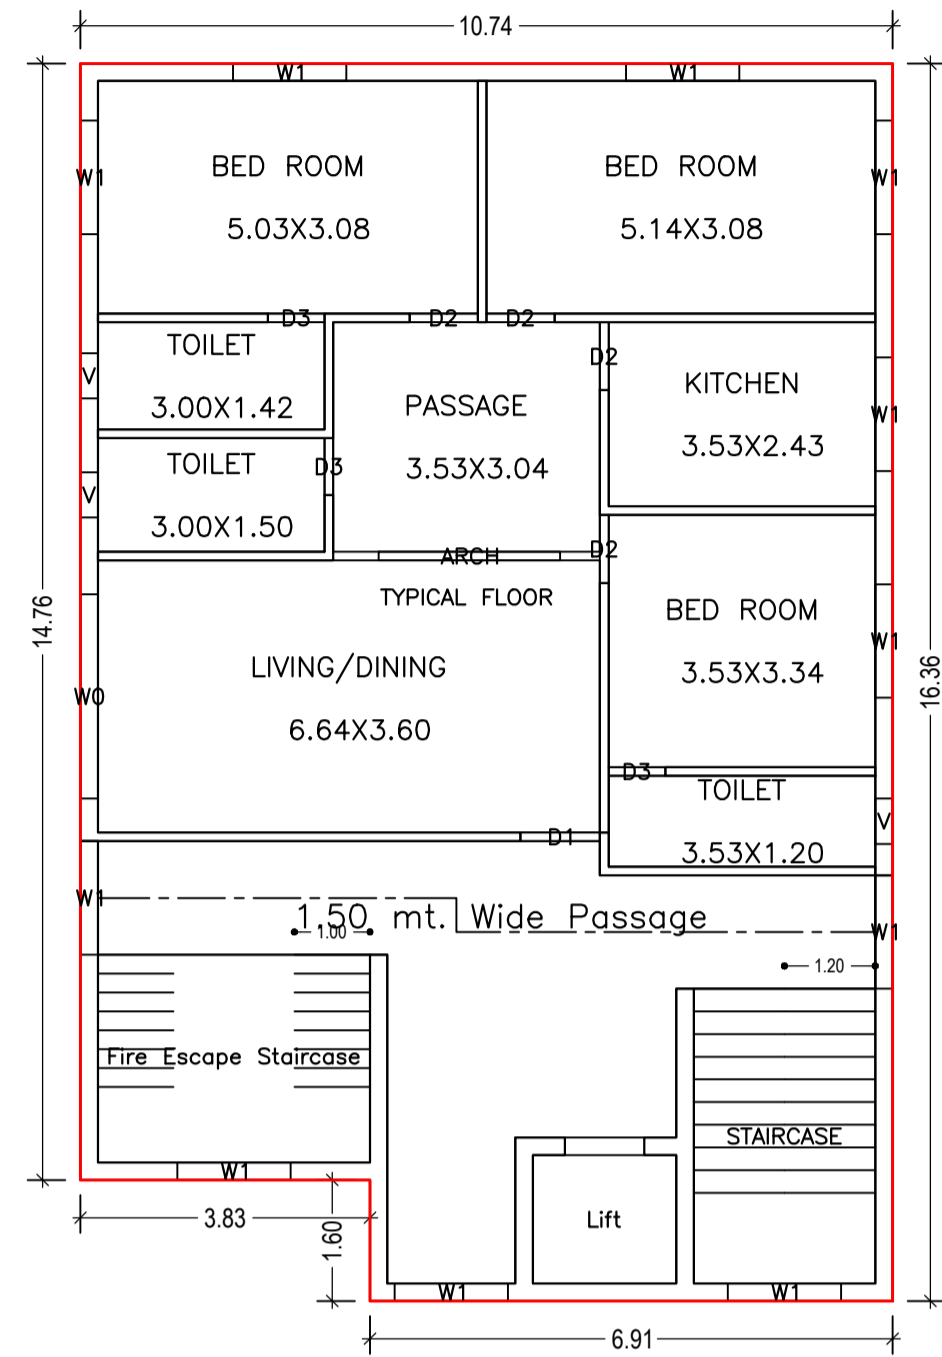 10.74
W1
W1
W1
BED ROOM
BED ROOM
W1
5.03X3.08
5.14X3.08
D3
D2
D2
TOILET
D2
V
KITCHEN
3.00X1.42
PASSAGE
W1
3.53X2.43
TOILET
D3
3.53X3.04
V
3.00X1.50
ARCH
D2
TYPICAL FLOOR
BED ROOM
14.76
LIVING/DINING
W1
3.53X3.34
16.36
W0
6.64X3.60
D3
TOILET
V
D1
3.53X1.20
W1
1.50 mt. Wide Passage
1.00
W1
1.20
Fire Escape Staircase
STAIRCASE
W1
3.83
1.60
Lift
W1
W1
6.91